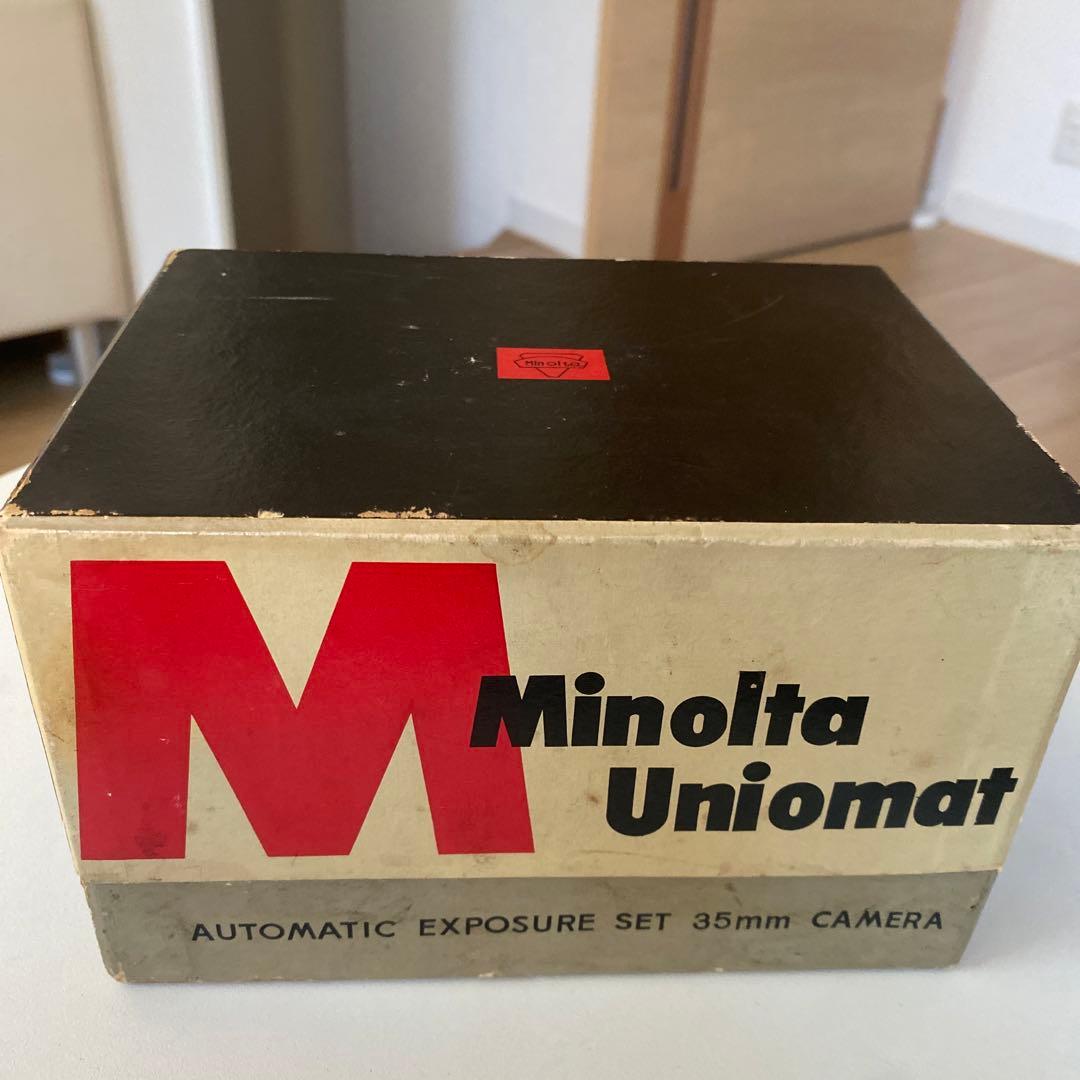 Minolta
M
Minolta
Uniomat
AUTOMATIC EXPOSURE SET 35mm CAMERA